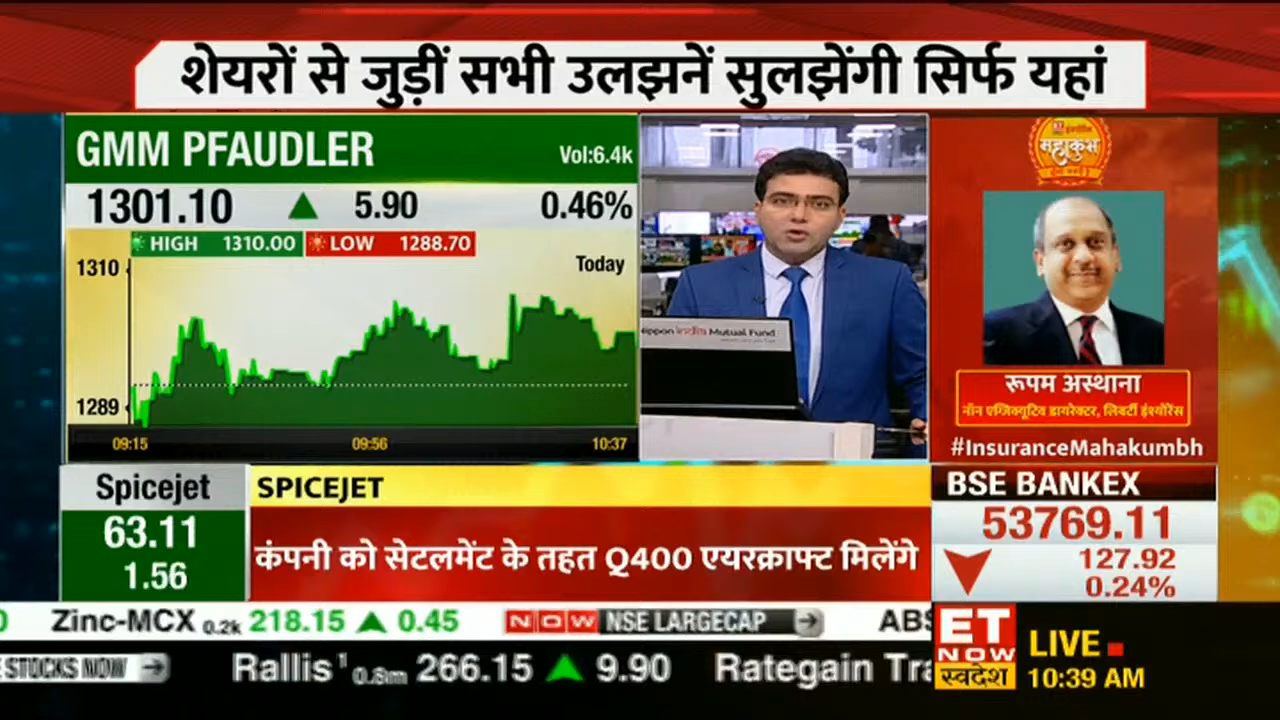 शेयरों से जुड़ीं सभी उलझनें सुलझेंगी सिर्फ यहां
GMM PFAUDLER
Vol:6.4k
1301.10 ▲ 5.90 0.46%
HIGH 1310.00 LOW 1288.70
Today
1310
1289
09:15 09:56 10:37
Nippon india Mutual Fund
महाकुंभ
रूपम अस्थाना
नॉन एग्जिक्यूटिव डायरेक्टर, लिबर्टी इंश्योरेंस
#InsuranceMahakumbh
Spicejet
63.11
1.56
SPICEJET
कंपनी को सेटलमेंट के तहत Q400 एयरक्राफ्ट मिलेंगे
BSE BANKEX
53769.11
127.92
0.24%
0 Zinc-MCX 0.2k 218.15 ▲ 0.45 NOW NSE LARGECAP ABS
STOCKS NOW Rallis 0.8m 266.15 ▲ 9.90 Rategain Tra
ET
NOW
स्वदेश
LIVE
10:39 AM